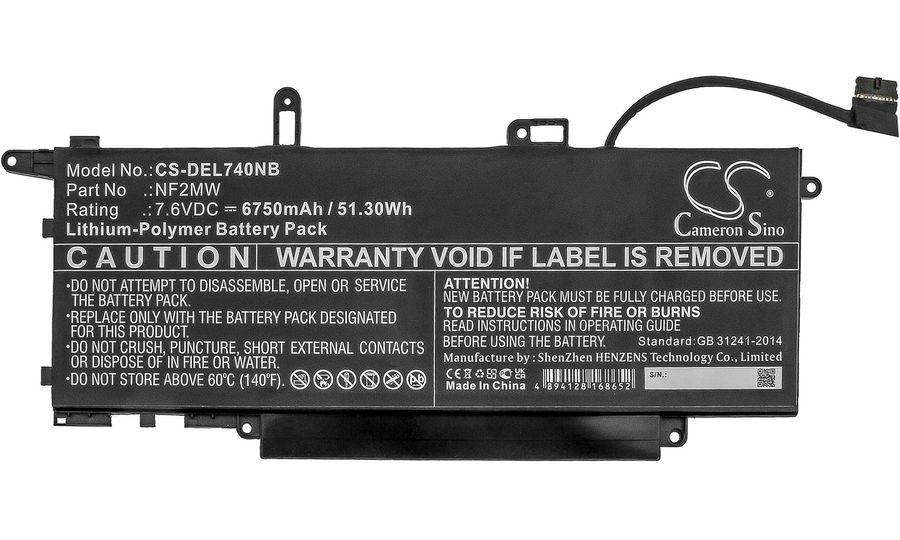 Model No.:CS-DEL740NB
Part No .:NF2MW
Rating .:7.6VDC ⎓ 6750mAh / 51.30Wh
Lithium-Polymer Battery Pack
CS
Cameron Sino
CAUTION
WARRANTY VOID IF LABEL IS REMOVED
•DO NOT ATTEMPT TO DISASSEMBLE, OPEN OR SERVICE
THE BATTERY PACK.
•REPLACE ONLY WITH THE BATTERY PACK DESIGNATED
FOR THIS PRODUCT.
•DO NOT CRUSH, PUNCTURE, SHORT EXTERNAL CONTACTS
OR DISPOSE OF IN FIRE OR WATER.
•DO NOT STORE ABOVE 60℃ (140℉).
ATTENTION!
NEW BATTERY PACK MUST BE FULLY CHARGED BEFORE USE.
TO REDUCE RISK OF FIRE OR BURNS
READ INSTRUCTIONS IN OPERATING GUIDE
BEFORE USING THE BATTERY.
Standard:GB 31241-2014
Manufacture by : ShenZhen HENZENS Technology Co., Limited
Made In China
4 894128 168652
S/N.: